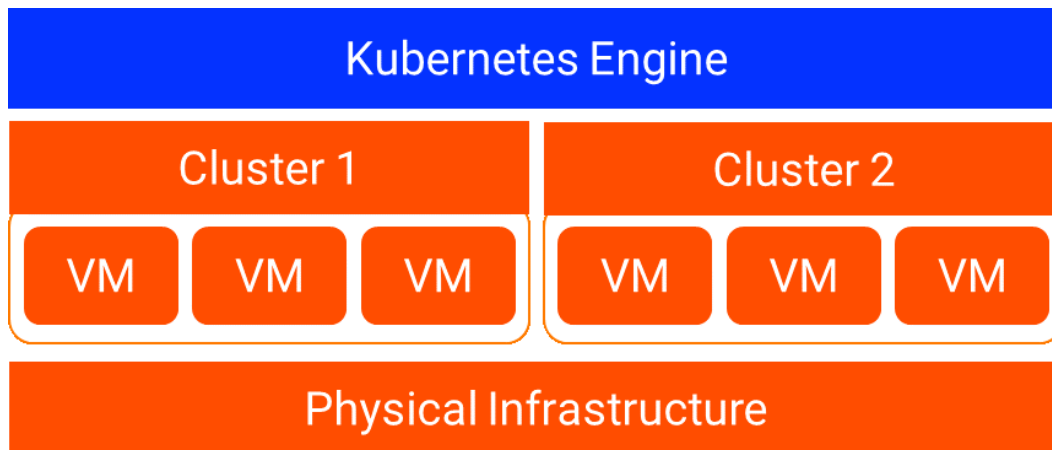 Kubernetes Engine
Cluster 1
Cluster 2
VM VM VM VM VM VM
Physical Infrastructure